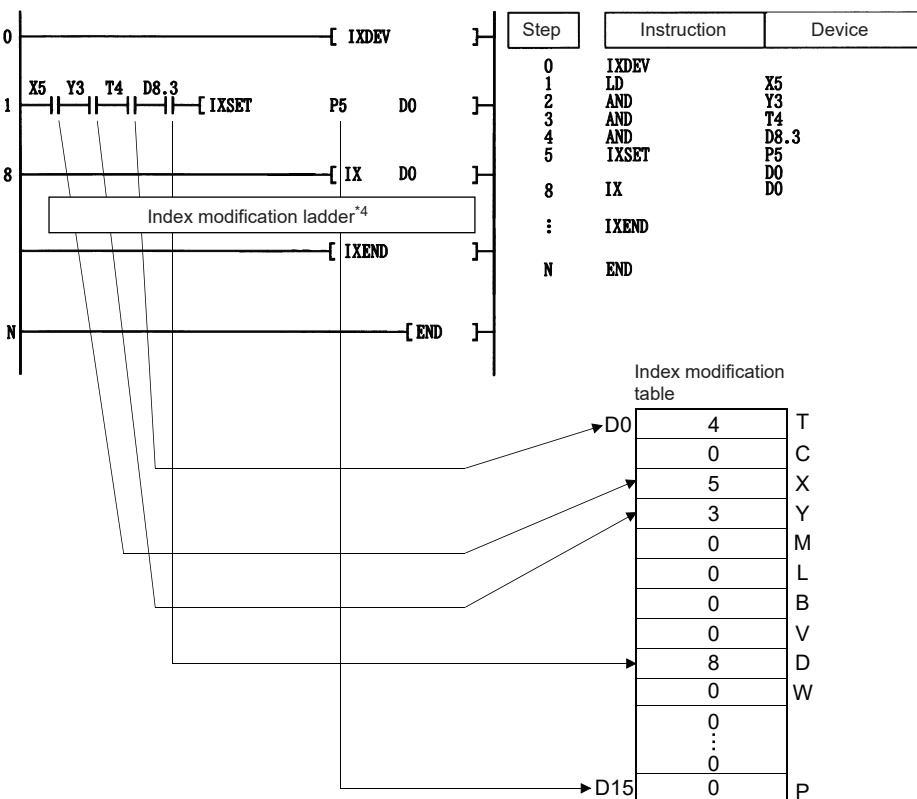 0 [ IXDEV ]
X5 Y3 T4 D8.3
1 [ IXSET P5 D0 ]
8 [ IX D0 ]
Index modification ladder*4
[ IXEND ]
N [ END ]
Step Instruction Device
0 IXDEV
1 LD X5
2 AND Y3
3 AND T4
4 AND D8.3
5 IXSET P5
D0
8 IX D0
⋮ IXEND
N END
Index modification
table
D0 4 T
0 C
5 X
3 Y
0 M
0 L
0 B
0 V
8 D
0 W
0
⋮
0
D15 0 P